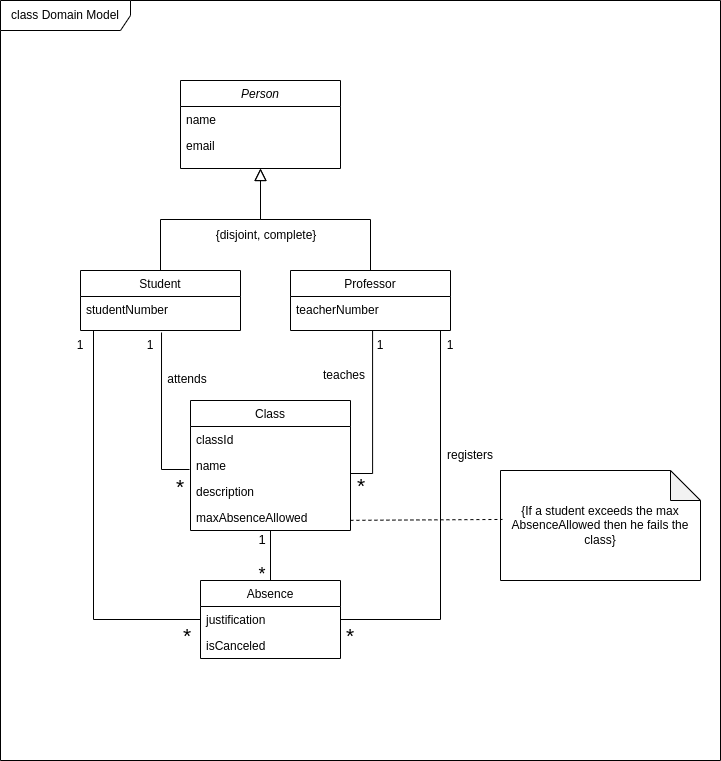 class Domain Model
Person
name
email
{disjoint, complete}
Student
studentNumber
Professor
teacherNumber
1
1
1
1
attends
teaches
registers
Class
classId
name
description
maxAbsenceAllowed
*
*
{If a student exceeds the max
AbsenceAllowed then he fails the
class}
1
*
Absence
justification
isCanceled
*
*